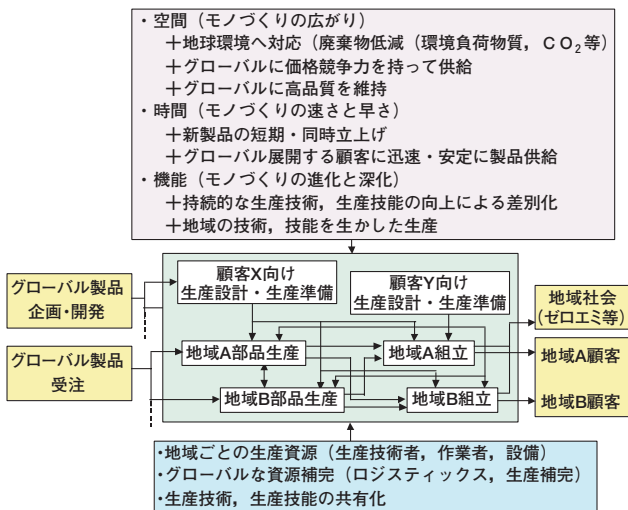 ・空間（モノづくりの広がり）
＋地球環境へ対応（廃棄物低減（環境負荷物質，ＣＯ₂等）
＋グローバルに価格競争力を持って供給
＋グローバルに高品質を維持
・時間（モノづくりの速さと早さ）
＋新製品の短期・同時立上げ
＋グローバル展開する顧客に迅速・安定に製品供給
・機能（モノづくりの進化と深化）
＋持続的な生産技術，生産技能の向上による差別化
＋地域の技術，技能を生かした生産
グローバル製品
企画・開発
顧客X向け
生産設計・生産準備
顧客Y向け
生産設計・生産準備
地域社会
（ゼロエミ等）
グローバル製品
受注
地域A部品生産
地域A組立
地域A顧客
地域B部品生産
地域B組立
地域B顧客
・地域ごとの生産資源（生産技術者，作業者，設備）
・グローバルな資源補完（ロジスティックス，生産補完）
・生産技術，生産技能の共有化